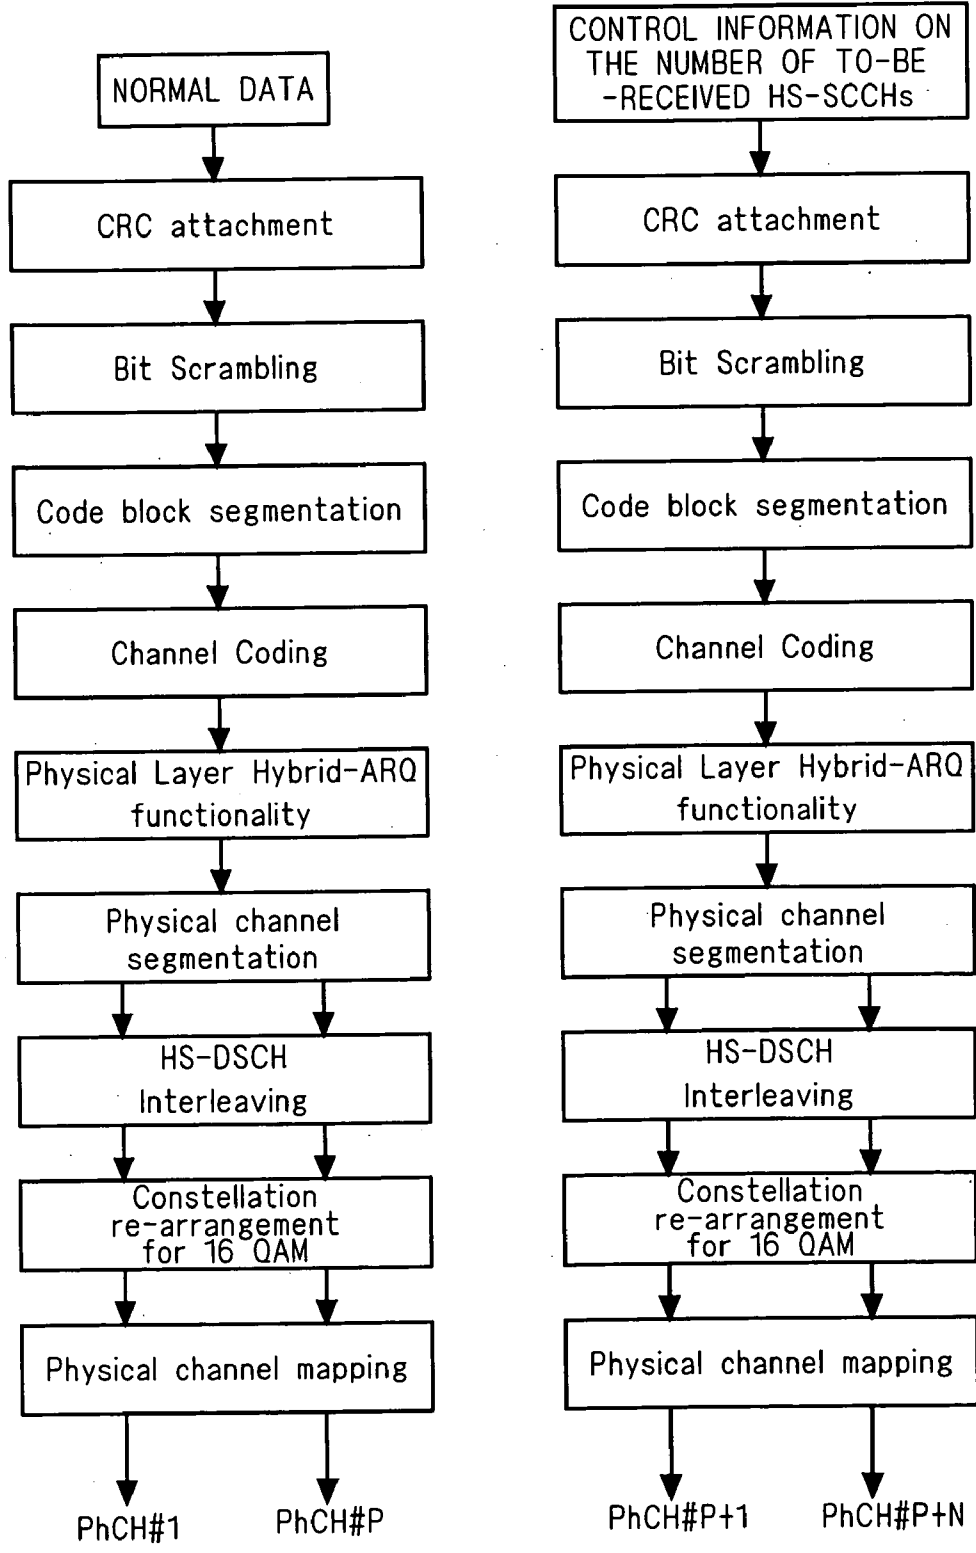 NORMAL DATA
CRC attachment
Bit Scrambling
Code block segmentation
Channel Coding
Physical Layer Hybrid-ARQ
functionality
Physical channel
segmentation
HS-DSCH
Interleaving
Constellation
re-arrangement
for 16 QAM
Physical channel mapping
PhCH#1
PhCH#P
CONTROL INFORMATION ON
THE NUMBER OF TO-BE
-RECEIVED HS-SCCHs
CRC attachment
Bit Scrambling
Code block segmentation
Channel Coding
Physical Layer Hybrid-ARQ
functionality
Physical channel
segmentation
HS-DSCH
Interleaving
Constellation
re-arrangement
for 16 QAM
Physical channel mapping
PhCH#P+1
PhCH#P+N